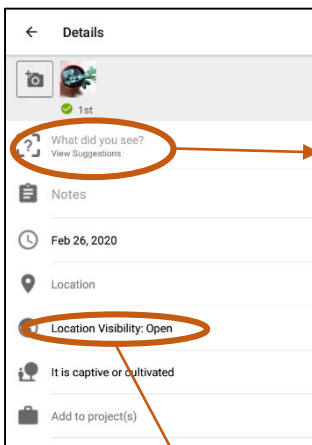 Details
1st
What did you see?
View Suggestions
Notes
Feb 26, 2020
Location
Location Visibility: Open
It is captive or cultivated
Add to project(s)